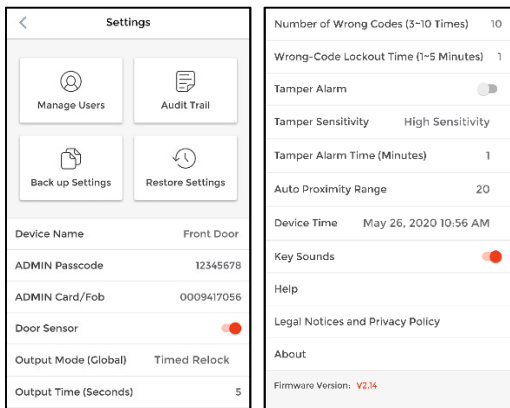 Settings
Manage Users
Audit Trail
Back up Settings
Restore Settings
Device Name Front Door
ADMIN Passcode 12345678
ADMIN Card/Fob 0009417056
Door Sensor
Output Mode (Global) Timed Relock
Output Time (Seconds) 5
Number of Wrong Codes (3~10 Times) 10
Wrong-Code Lockout Time (1~5 Minutes) 1
Tamper Alarm
Tamper Sensitivity High Sensitivity
Tamper Alarm Time (Minutes) 1
Auto Proximity Range 20
Device Time May 26, 2020 10:56 AM
Key Sounds
Help
Legal Notices and Privacy Policy
About
Firmware Version: V2.14